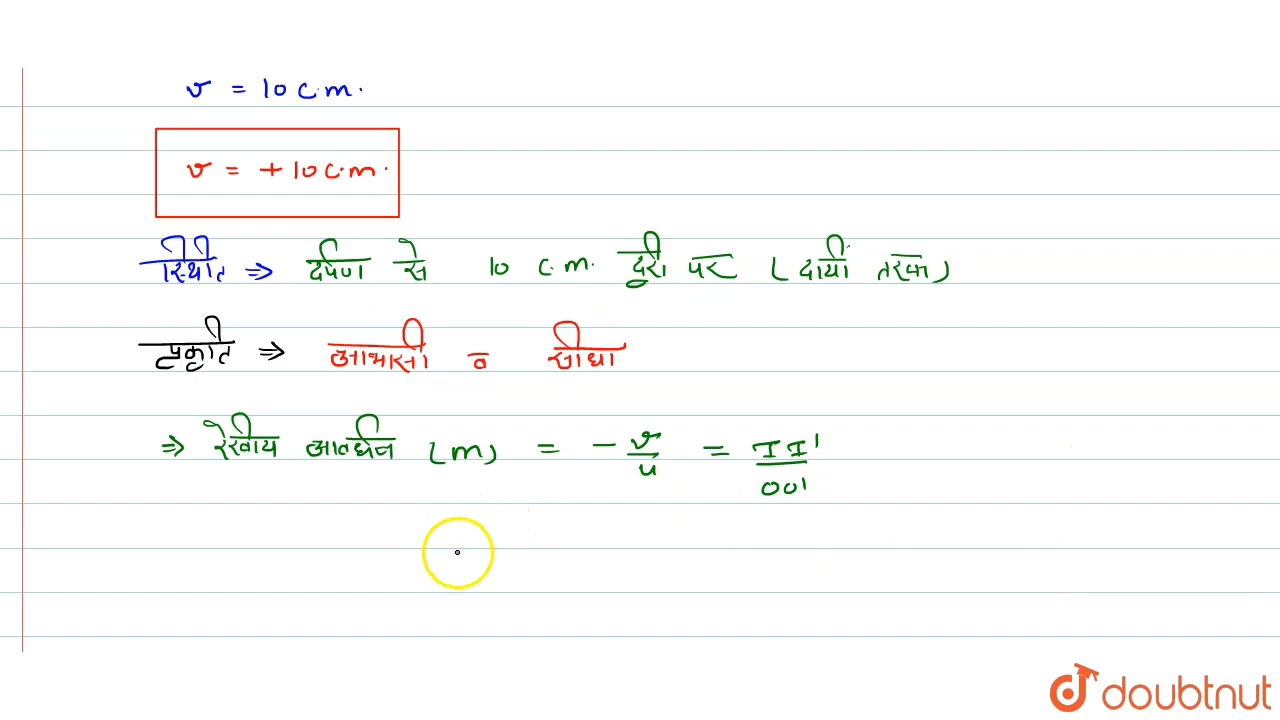 v = 10 c.m.
v = + 10 c.m.
स्थिति ⇒ दर्पण से 10 c.m. दूरी पर (दायी तरफ)
प्रकृति ⇒ आभासी व सीधा
⇒ रेखीय आवर्धन (m) = - v/u = II'/OO'
doubtnut